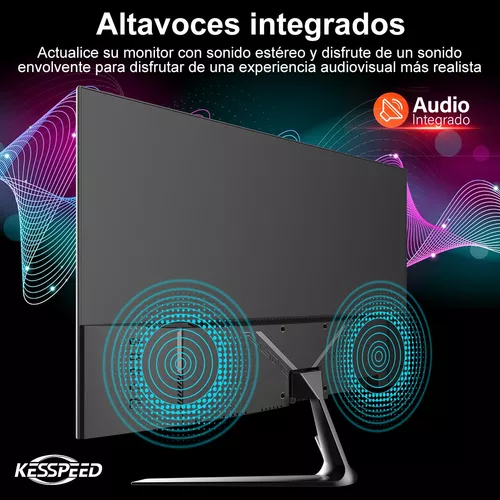 Altavoces integrados
Actualice su monitor con sonido estéreo y disfrute de un sonido
envolvente para disfrutar de una experiencia audiovisual más realista
Audio
Integrado
KESSPEED